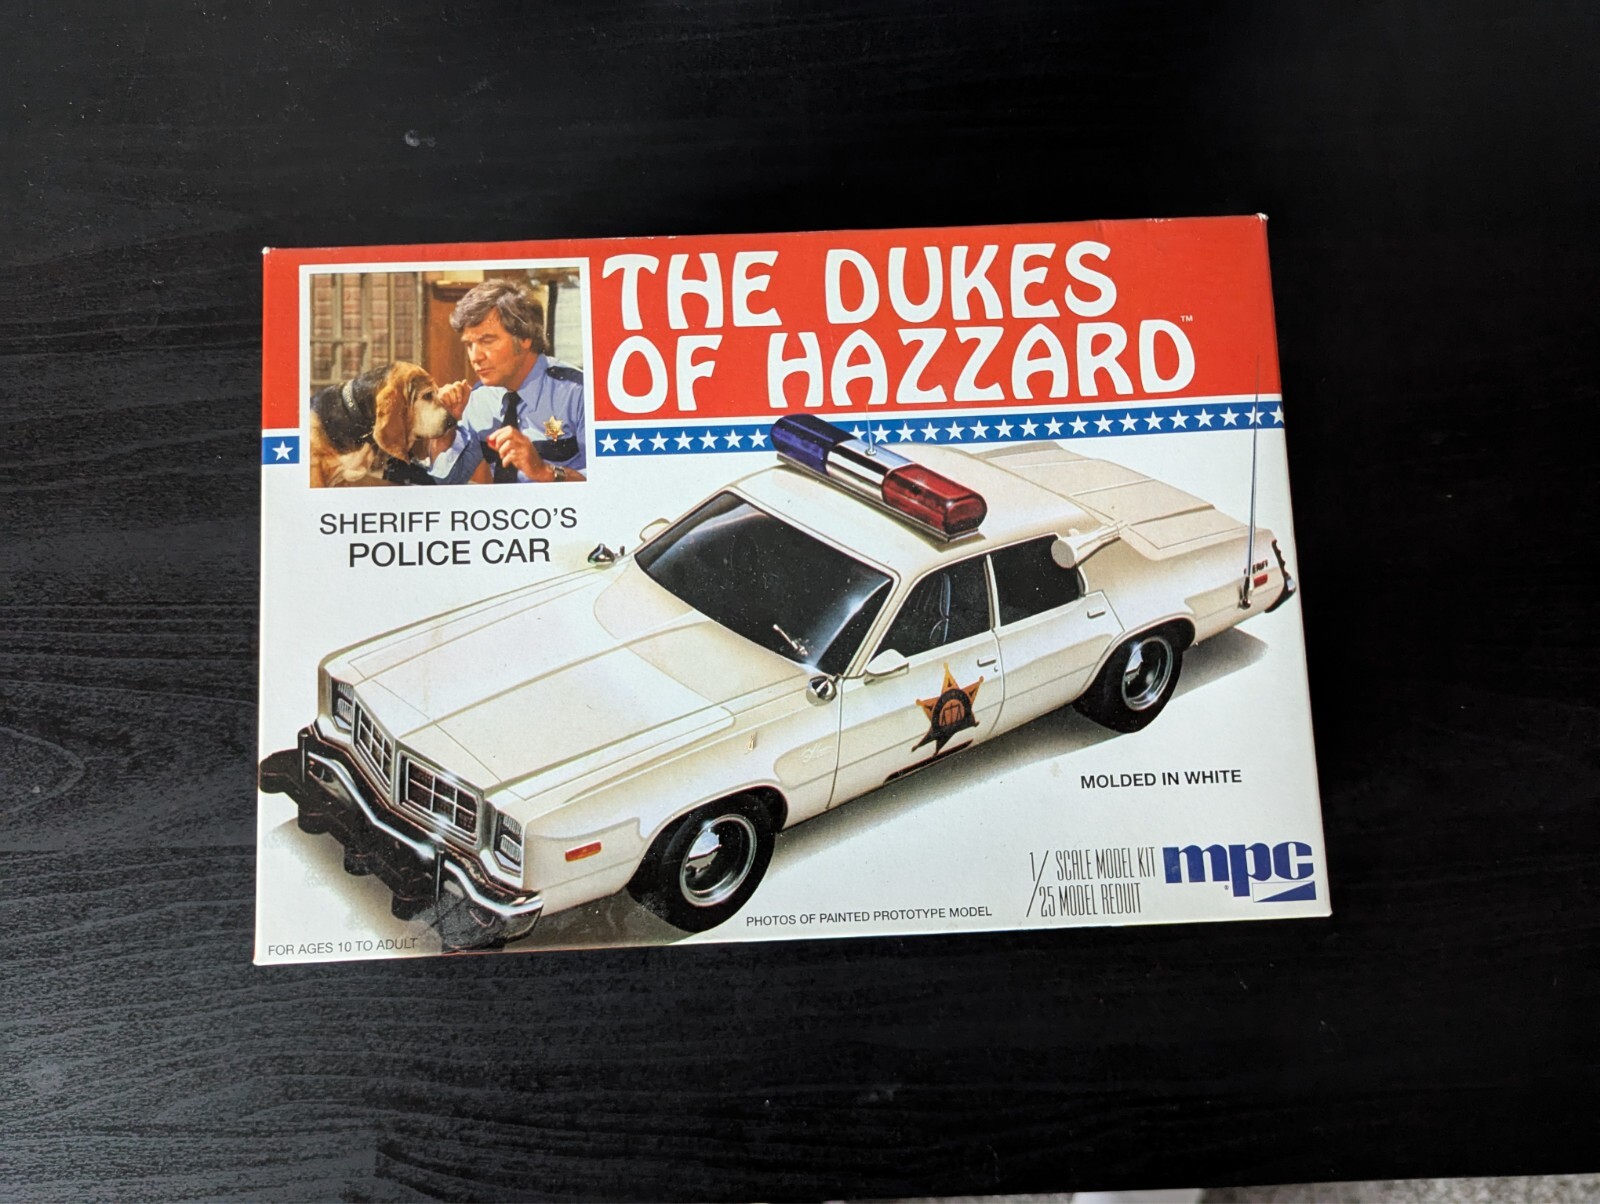 THE DUKES
OF HAZZARD™
SHERIFF ROSCO'S
POLICE CAR
MOLDED IN WHITE
1/25 SCALE MODEL KIT
MODEL REDUIT
mpc
PHOTOS OF PAINTED PROTOTYPE MODEL
FOR AGES 10 TO ADULT